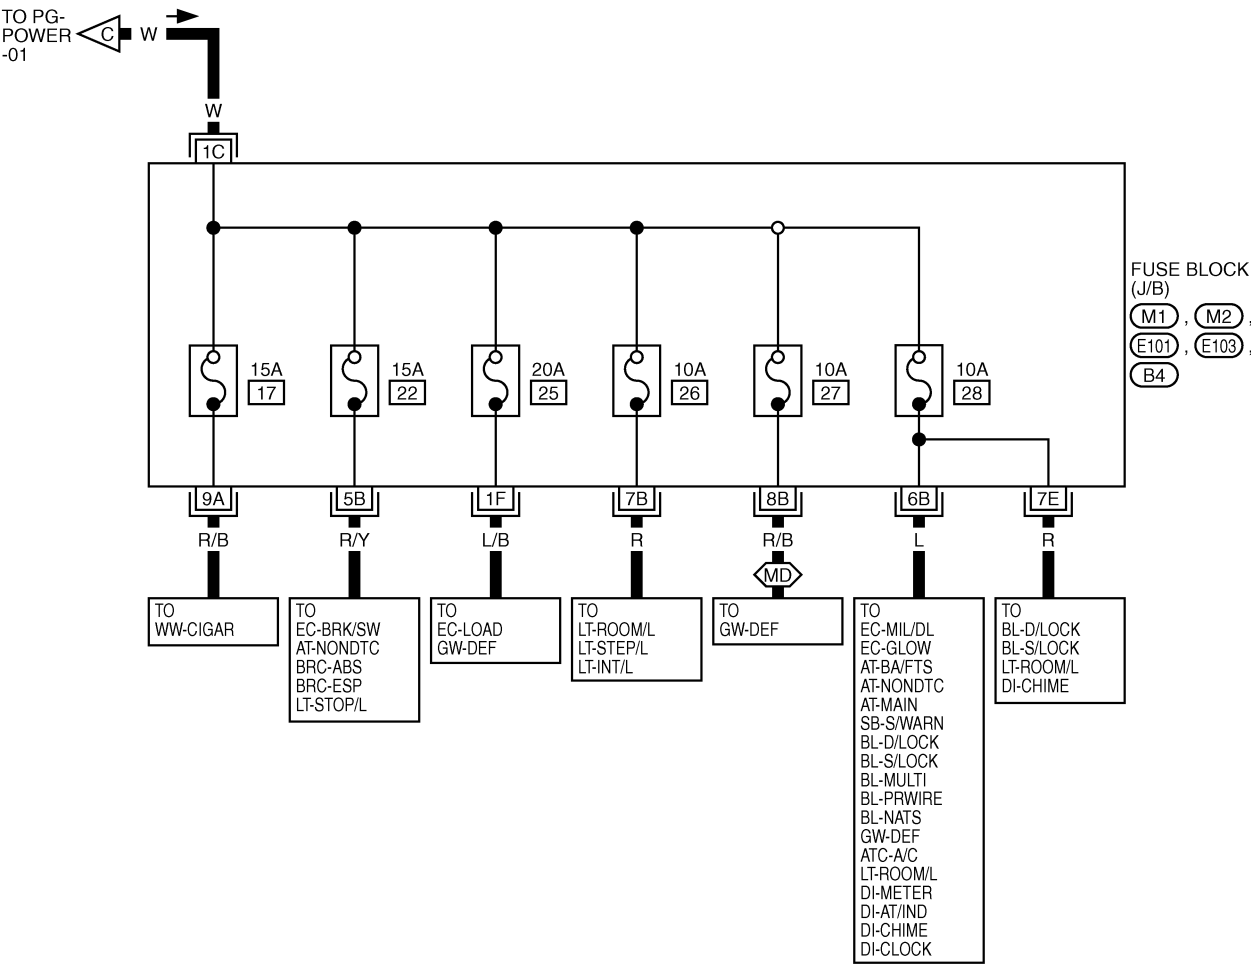 TO PG-
POWER
-01
C
W
W
1C
FUSE BLOCK
(J/B)
M1 , M2 ,
E101 , E103 ,
B4
15A
17
15A
22
20A
25
10A
26
10A
27
10A
28
9A
5B
1F
7B
8B
6B
7E
R/B
R/Y
L/B
R
R/B
L
R
MD
TO
WW-CIGAR
TO
EC-BRK/SW
AT-NONDTC
BRC-ABS
BRC-ESP
LT-STOP/L
TO
EC-LOAD
GW-DEF
TO
LT-ROOM/L
LT-STEP/L
LT-INT/L
TO
GW-DEF
TO
EC-MIL/DL
EC-GLOW
AT-BA/FTS
AT-NONDTC
AT-MAIN
SB-S/WARN
BL-D/LOCK
BL-S/LOCK
BL-MULTI
BL-PRWIRE
BL-NATS
GW-DEF
ATC-A/C
LT-ROOM/L
DI-METER
DI-AT/IND
DI-CHIME
DI-CLOCK
TO
BL-D/LOCK
BL-S/LOCK
LT-ROOM/L
DI-CHIME